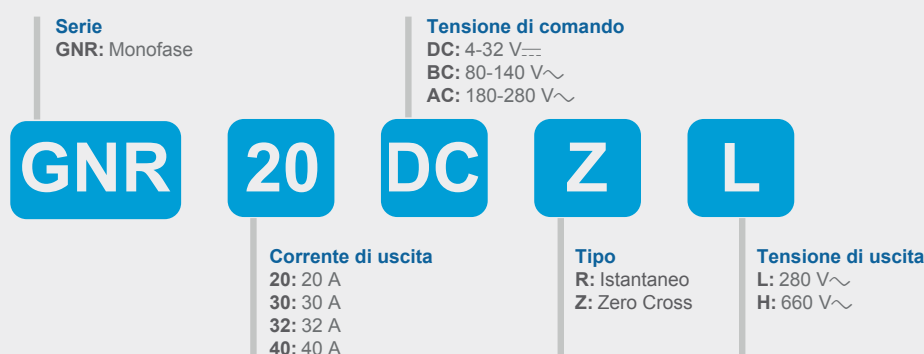 Serie
GNR: Monofase
Tensione di comando
DC: 4-32 V⎓
BC: 80-140 V~
AC: 180-280 V~
GNR 20 DC Z L
Corrente di uscita
20: 20 A
30: 30 A
32: 32 A
40: 40 A
Tipo
R: Istantaneo
Z: Zero Cross
Tensione di uscita
L: 280 V~
H: 660 V~